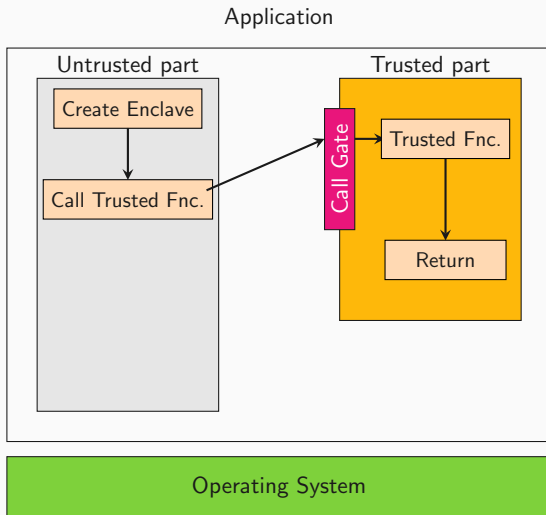 Application
Untrusted part
Trusted part
Create Enclave
Call Trusted Fnc.
Call Gate
Trusted Fnc.
Return
Operating System